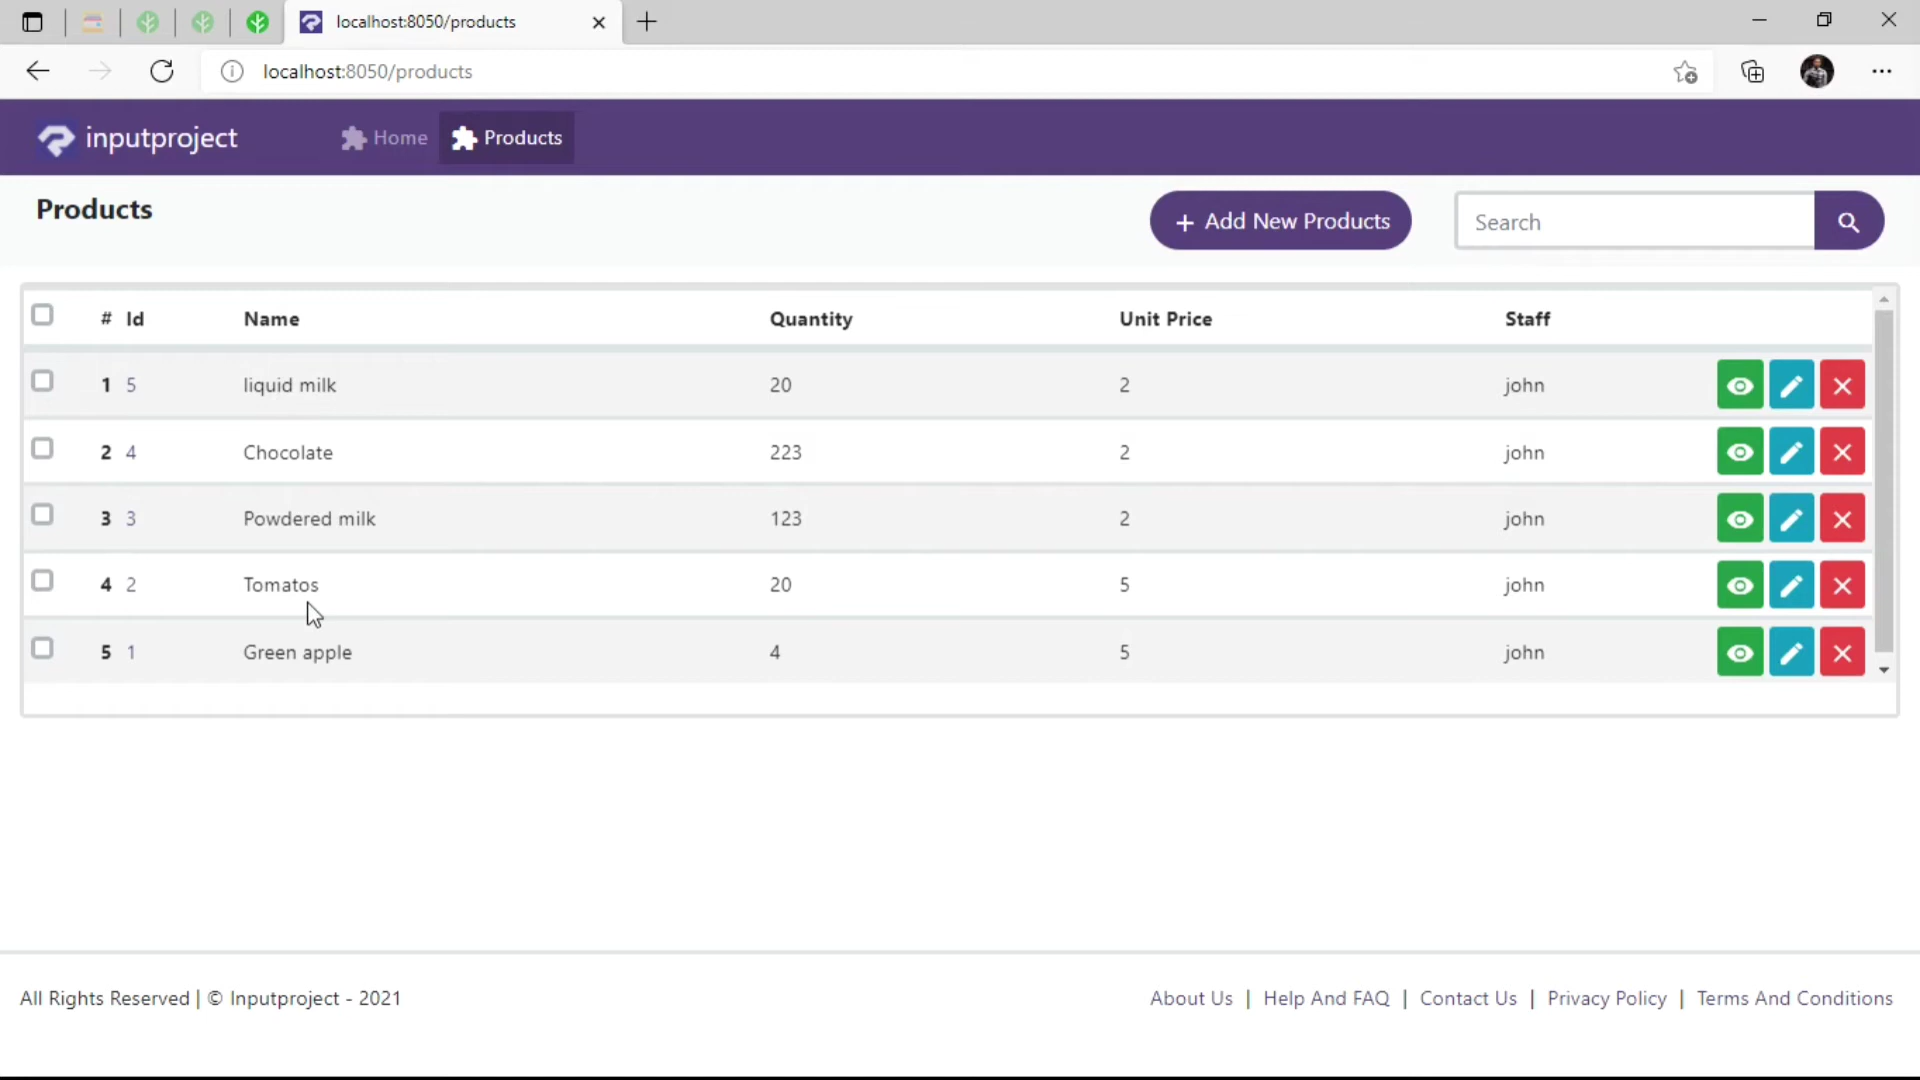 localhost:8050/products
localhost:8050/products
inputproject Home Products
Products + Add New Products Search
# Id Name Quantity Unit Price Staff
1 5 liquid milk 20 2 john
2 4 Chocolate 223 2 john
3 3 Powdered milk 123 2 john
4 2 Tomatos 20 5 john
5 1 Green apple 4 5 john
All Rights Reserved | © Inputproject - 2021 About Us | Help And FAQ | Contact Us | Privacy Policy | Terms And Conditions